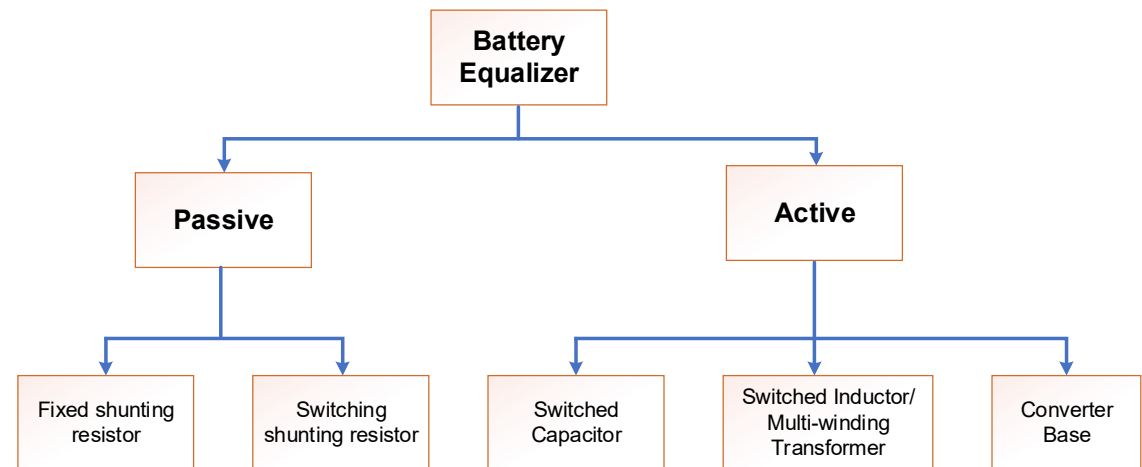 Battery
Equalizer
Passive
Active
Fixed shunting
resistor
Switching
shunting resistor
Switched
Capacitor
Switched Inductor/
Multi-winding
Transformer
Converter
Base